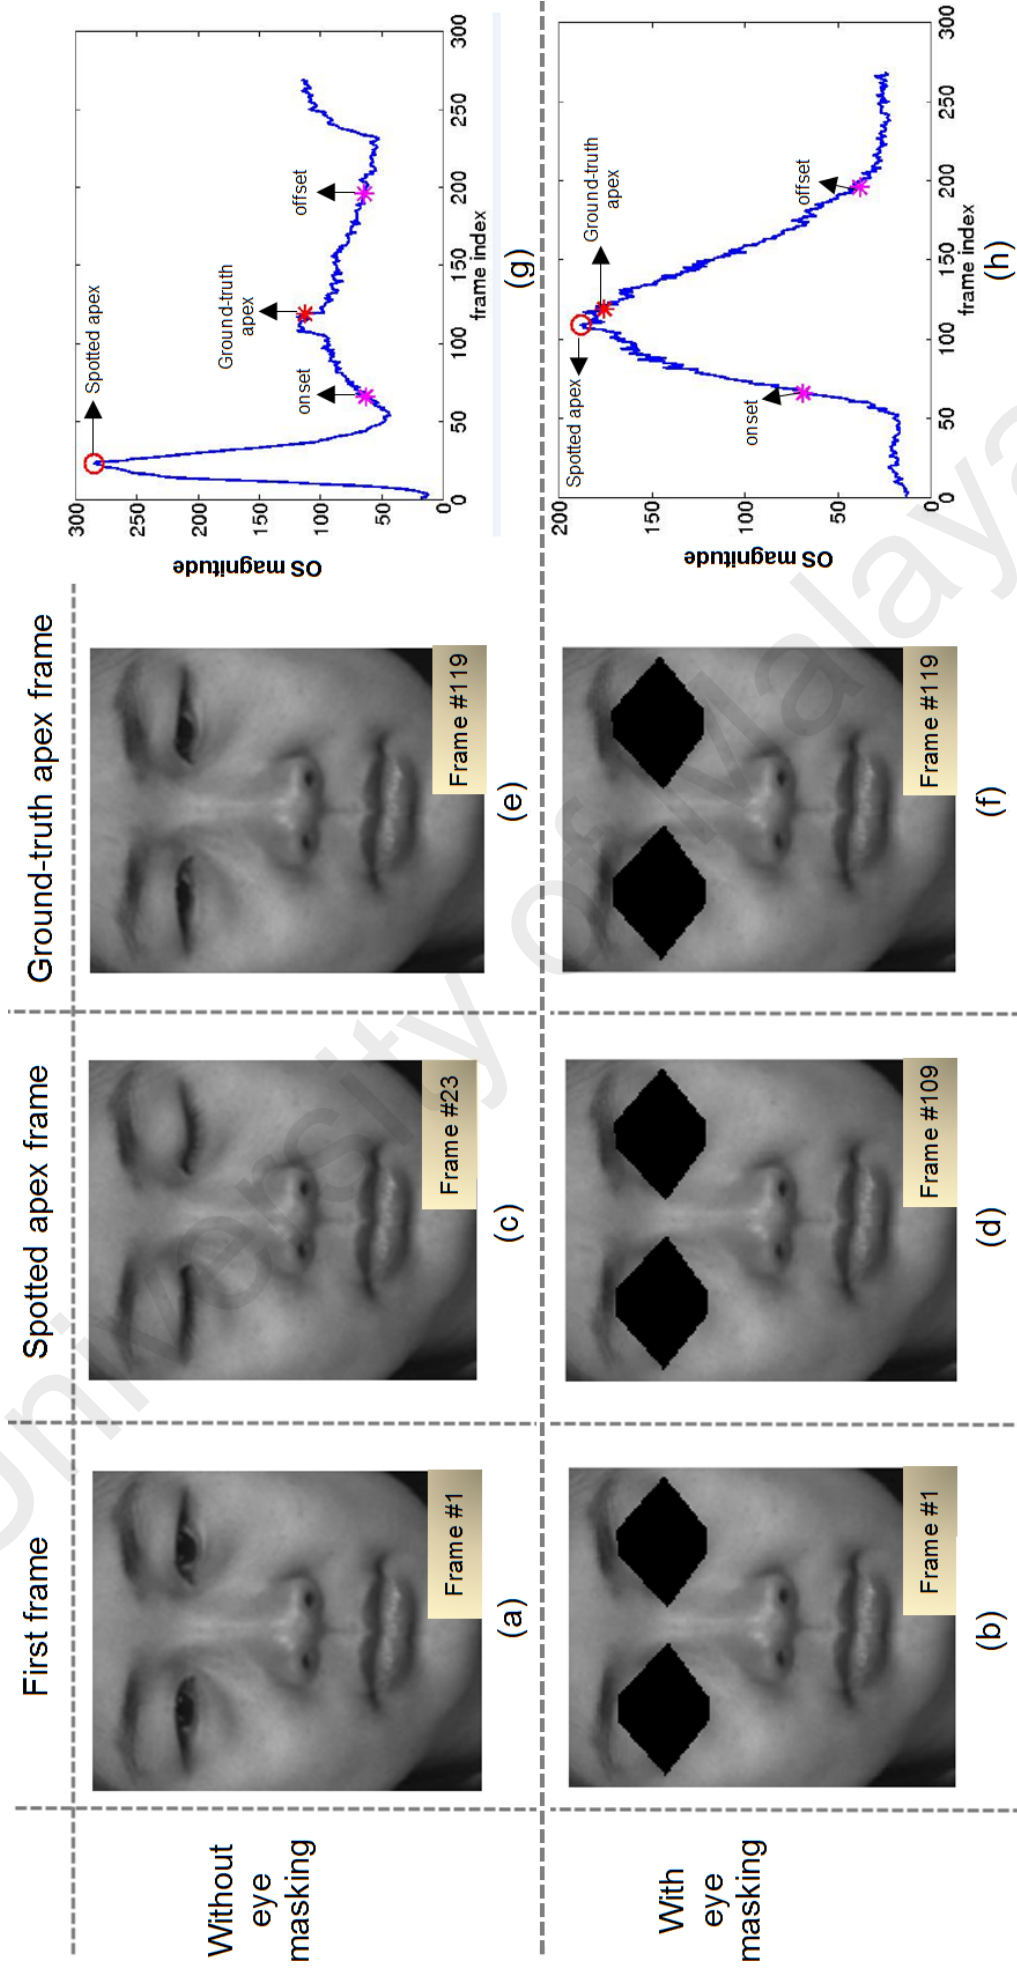 First frame
Spotted apex frame
Ground-truth apex frame
Without
eye
masking
Frame #1
(a)
Frame #23
(c)
Frame #119
(e)
OS magnitude
300
250
200
150
100
50
0
0
50
100
150
200
250
300
frame index
Spotted apex
onset
Ground-truth
apex
offset
(g)
With
eye
masking
Frame #1
(b)
Frame #109
(d)
Frame #119
(f)
OS magnitude
200
150
100
50
0
0
50
100
150
200
250
300
frame index
Spotted apex
onset
Ground-truth
apex
offset
(h)
University of Malaya